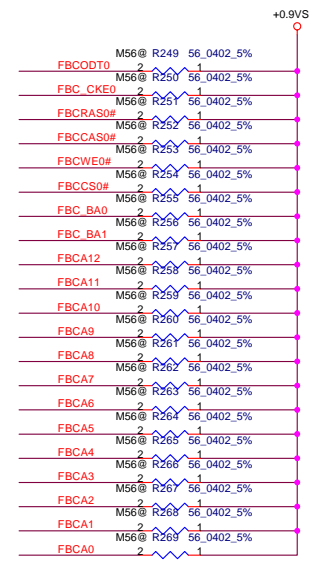 +0.9VS
M56@ R249 56_0402_5%
FBCODT0 2 1
M56@ R250 56_0402_5%
FBC_CKE0 2 1
M56@ R251 56_0402_5%
FBCRAS0# 2 1
M56@ R252 56_0402_5%
FBCCAS0# 2 1
M56@ R253 56_0402_5%
FBCWE0# 2 1
M56@ R254 56_0402_5%
FBCCS0# 2 1
M56@ R255 56_0402_5%
FBC_BA0 2 1
M56@ R256 56_0402_5%
FBC_BA1 2 1
M56@ R257 56_0402_5%
FBCA12 2 1
M56@ R258 56_0402_5%
FBCA11 2 1
M56@ R259 56_0402_5%
FBCA10 2 1
M56@ R260 56_0402_5%
FBCA9 2 1
M56@ R261 56_0402_5%
FBCA8 2 1
M56@ R262 56_0402_5%
FBCA7 2 1
M56@ R263 56_0402_5%
FBCA6 2 1
M56@ R264 56_0402_5%
FBCA5 2 1
M56@ R265 56_0402_5%
FBCA4 2 1
M56@ R266 56_0402_5%
FBCA3 2 1
M56@ R267 56_0402_5%
FBCA2 2 1
M56@ R268 56_0402_5%
FBCA1 2 1
M56@ R269 56_0402_5%
FBCA0 2 1